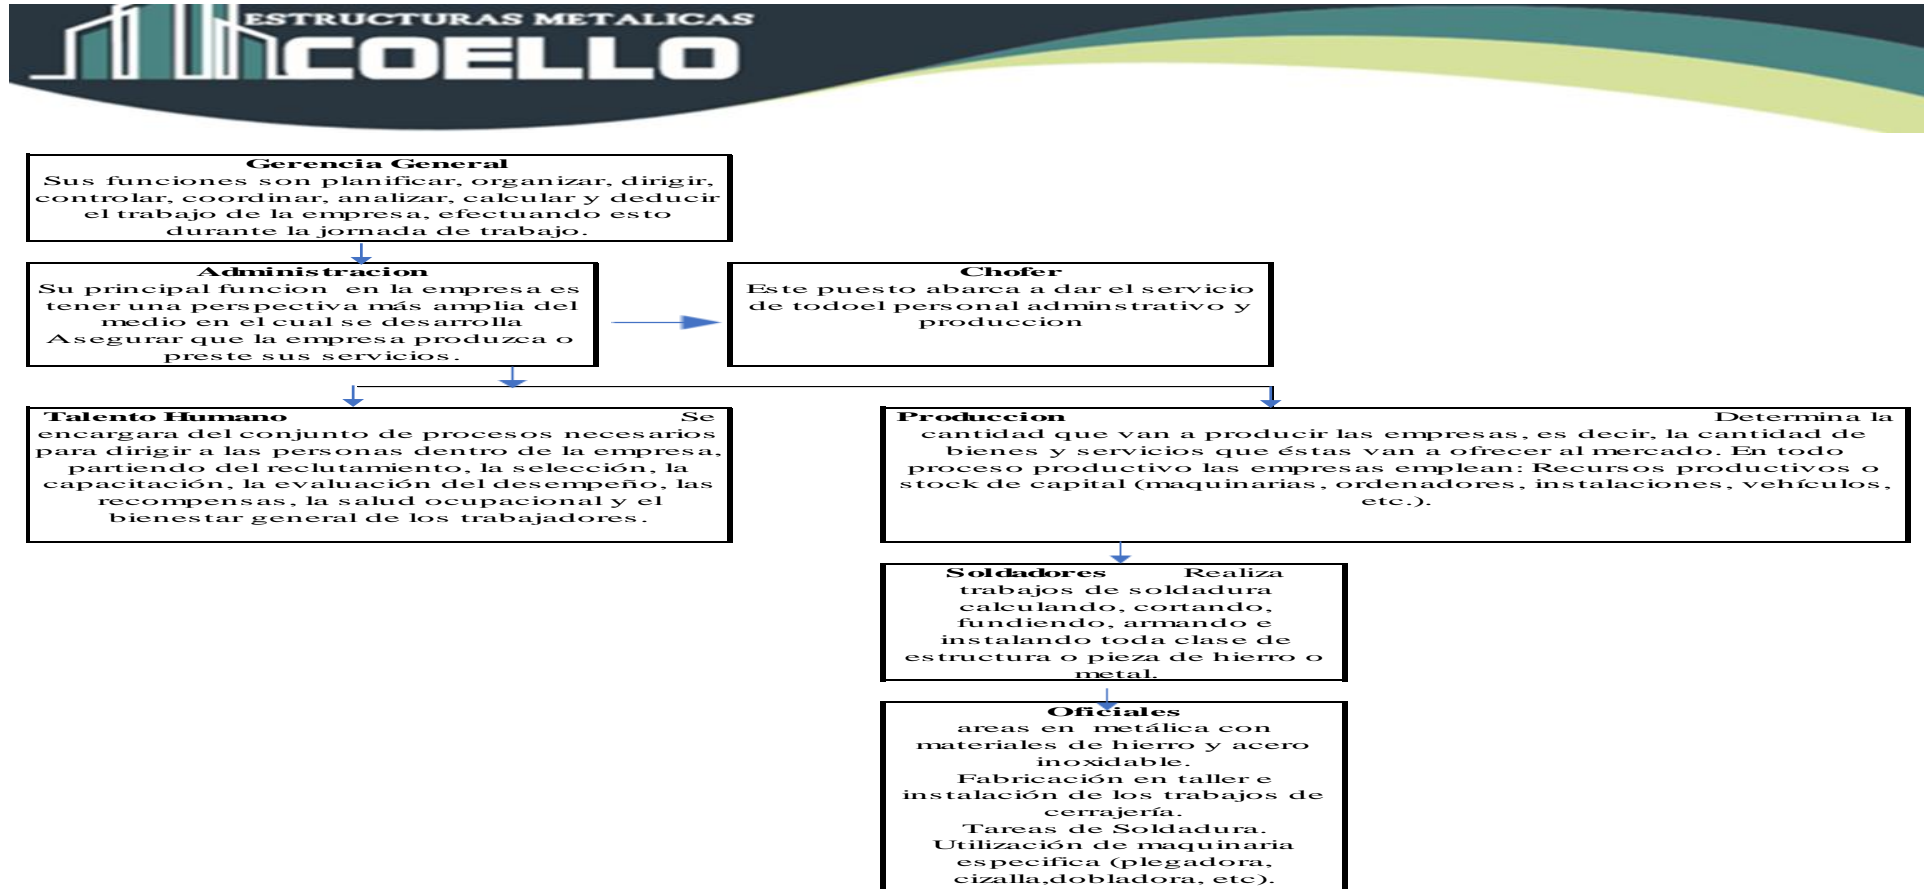 ESTRUCTURAS METALICAS
COELLO
Gerencia General
Sus funciones son planificar, organizar, dirigir,
controlar, coordinar, analizar, calcular y deducir
el trabajo de la empresa, efectuando esto
durante la jornada de trabajo.
Administracion
Su principal funcion en la empresa es
tener una perspectiva más amplia del
medio en el cual se desarrolla
Asegurar que la empresa produzca o
preste sus servicios.
Chofer
Este puesto abarca a dar el servicio
de todoel personal adminstrativo y
produccion
Talento Humano Se
encargara del conjunto de procesos necesarios
para dirigir a las personas dentro de la empresa,
partiendo del reclutamiento, la selección, la
capacitación, la evaluación del desempeño, las
recompensas, la salud ocupacional y el
bienestar general de los trabajadores.
Produccion Determina la
cantidad que van a producir las empresas, es decir, la cantidad de
bienes y servicios que éstas van a ofrecer al mercado. En todo
proceso productivo las empresas emplean: Recursos productivos o
stock de capital (maquinarias, ordenadores, instalaciones, vehículos,
etc.).
Soldadores Realiza
trabajos de soldadura
calculando, cortando,
fundiendo, armando e
instalando toda clase de
estructura o pieza de hierro o
metal.
Oficiales
areas en metálica con
materiales de hierro y acero
inoxidable.
Fabricación en taller e
instalación de los trabajos de
cerrajería.
Tareas de Soldadura.
Utilización de maquinaria
especifica (plegadora,
cizalla,dobladora, etc).